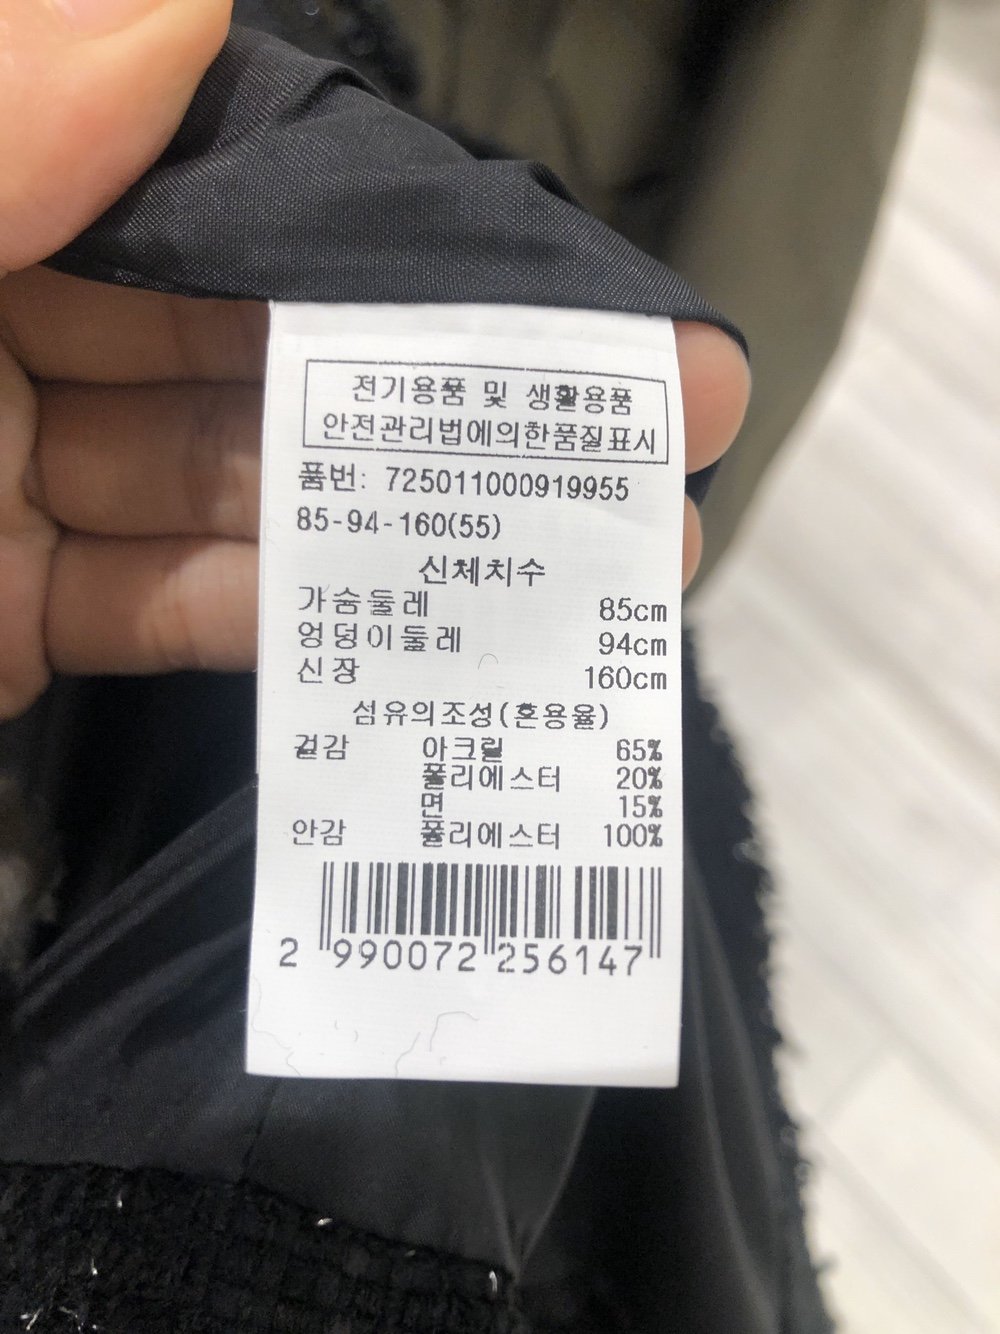 전기용품 및 생활용품
안전관리법에의한품질표시
품번: 725011000919955
85-94-160(55)
신체치수
가슴둘레 85cm
엉덩이둘레 94cm
신장 160cm
섬유의조성(혼용율)
겉감 아크릴 65%
폴리에스터 20%
면 15%
안감 폴리에스터 100%
2 990072 256147